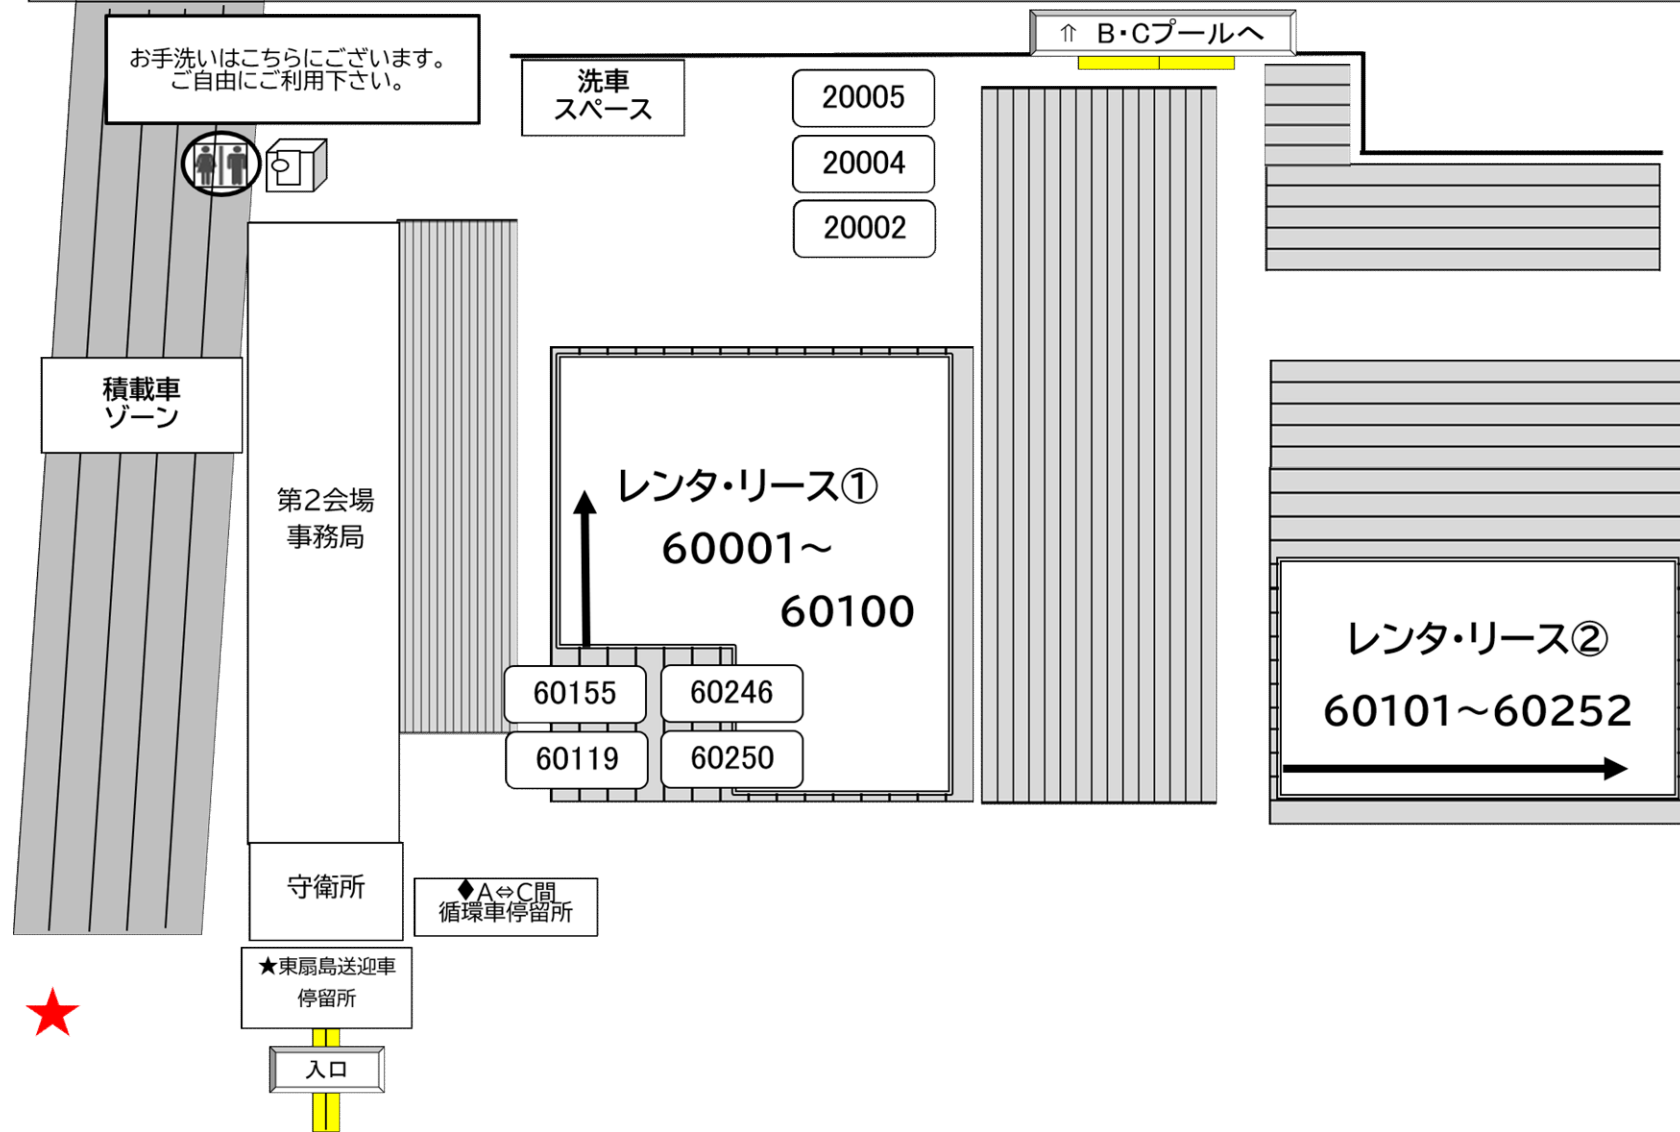 ⇑ B・Cプールへ
お手洗いはこちらにございます。
ご自由にご利用下さい。
洗車
スペース
20005
20004
20002
積載車
ゾーン
第2会場
事務局
レンタ・リース①
60001～
60100
レンタ・リース②
60101～60252
60155
60246
60119
60250
守衛所
♦A⇔C間
循環車停留所
★東扇島送迎車
停留所
入口